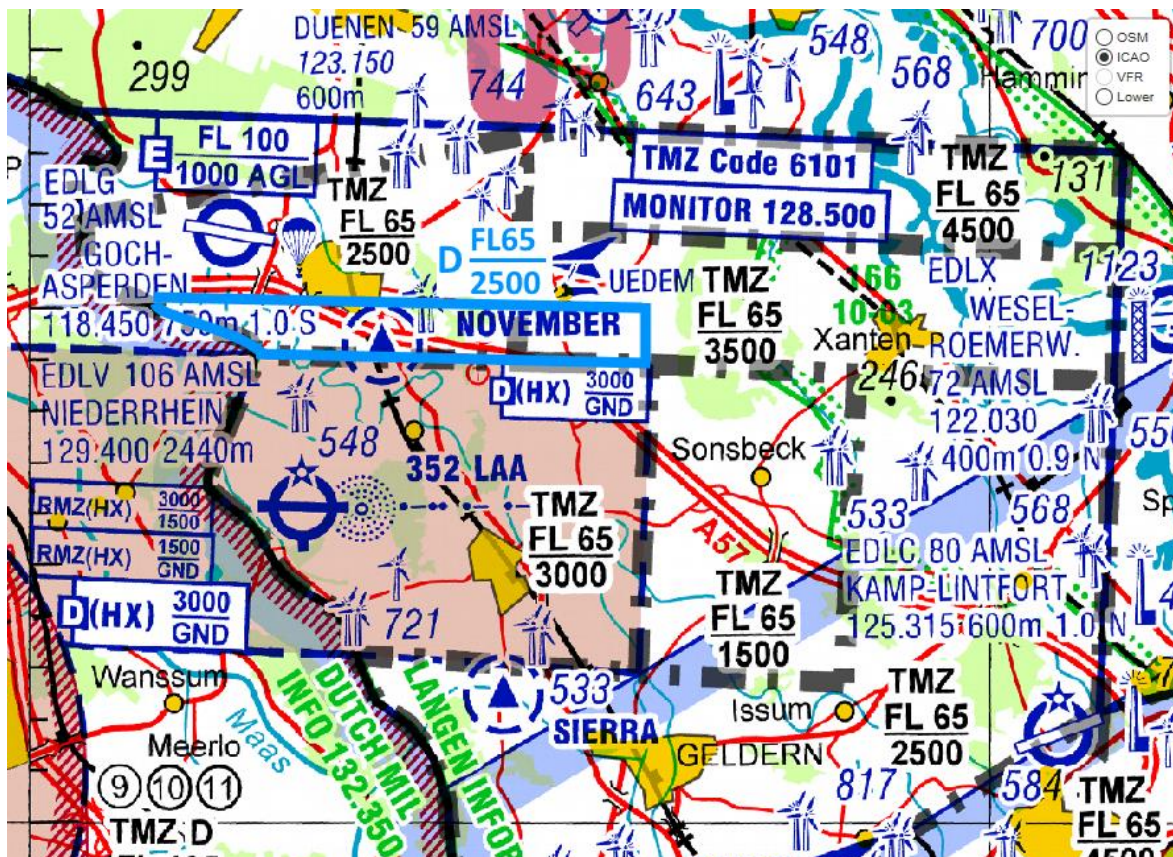 DUENEN 59 AMSL
123.150
600m
299
744
643
548
568
700
OSM
ICAO
VFR
Lower
E
FL 100
1000 AGL
EDLG
52 AMSL
GOCH-
ASPERDEN
118.450 750m 1.0 S
TMZ
FL 65
2500
D
FL65
2500
UEDEM
TMZ Code 6101
MONITOR 128.500
TMZ
FL 65
4500
131
1123
TMZ
FL 65
3500
166
10-03
Xanten
246
EDLX
WESEL-
ROEMERW.
72 AMSL
122.030
400m 10.9 N
NOVEMBER
D(HX) 3000
GND
EDLV 106 AMSL
NIEDERRHEIN
129.400 2440m
548
352 LAA
Sonsbeck
RMZ(HX) 3000
1500
RMZ(HX) 1500
GND
D(HX) 3000
GND
TMZ
FL 65
3000
721
A57
533
568
EDLC 80 AMSL
KAMP-LINTFORT
125.315 600m 1.0 N
TMZ
FL 65
1500
Wanssum
Maas
Meerlo
9 10 11
TMZ D
DUTCH MIL
INFO 132.350
533
SIERRA
GELDERN
Issum
TMZ
FL 65
2500
817
584
TMZ
FL 65